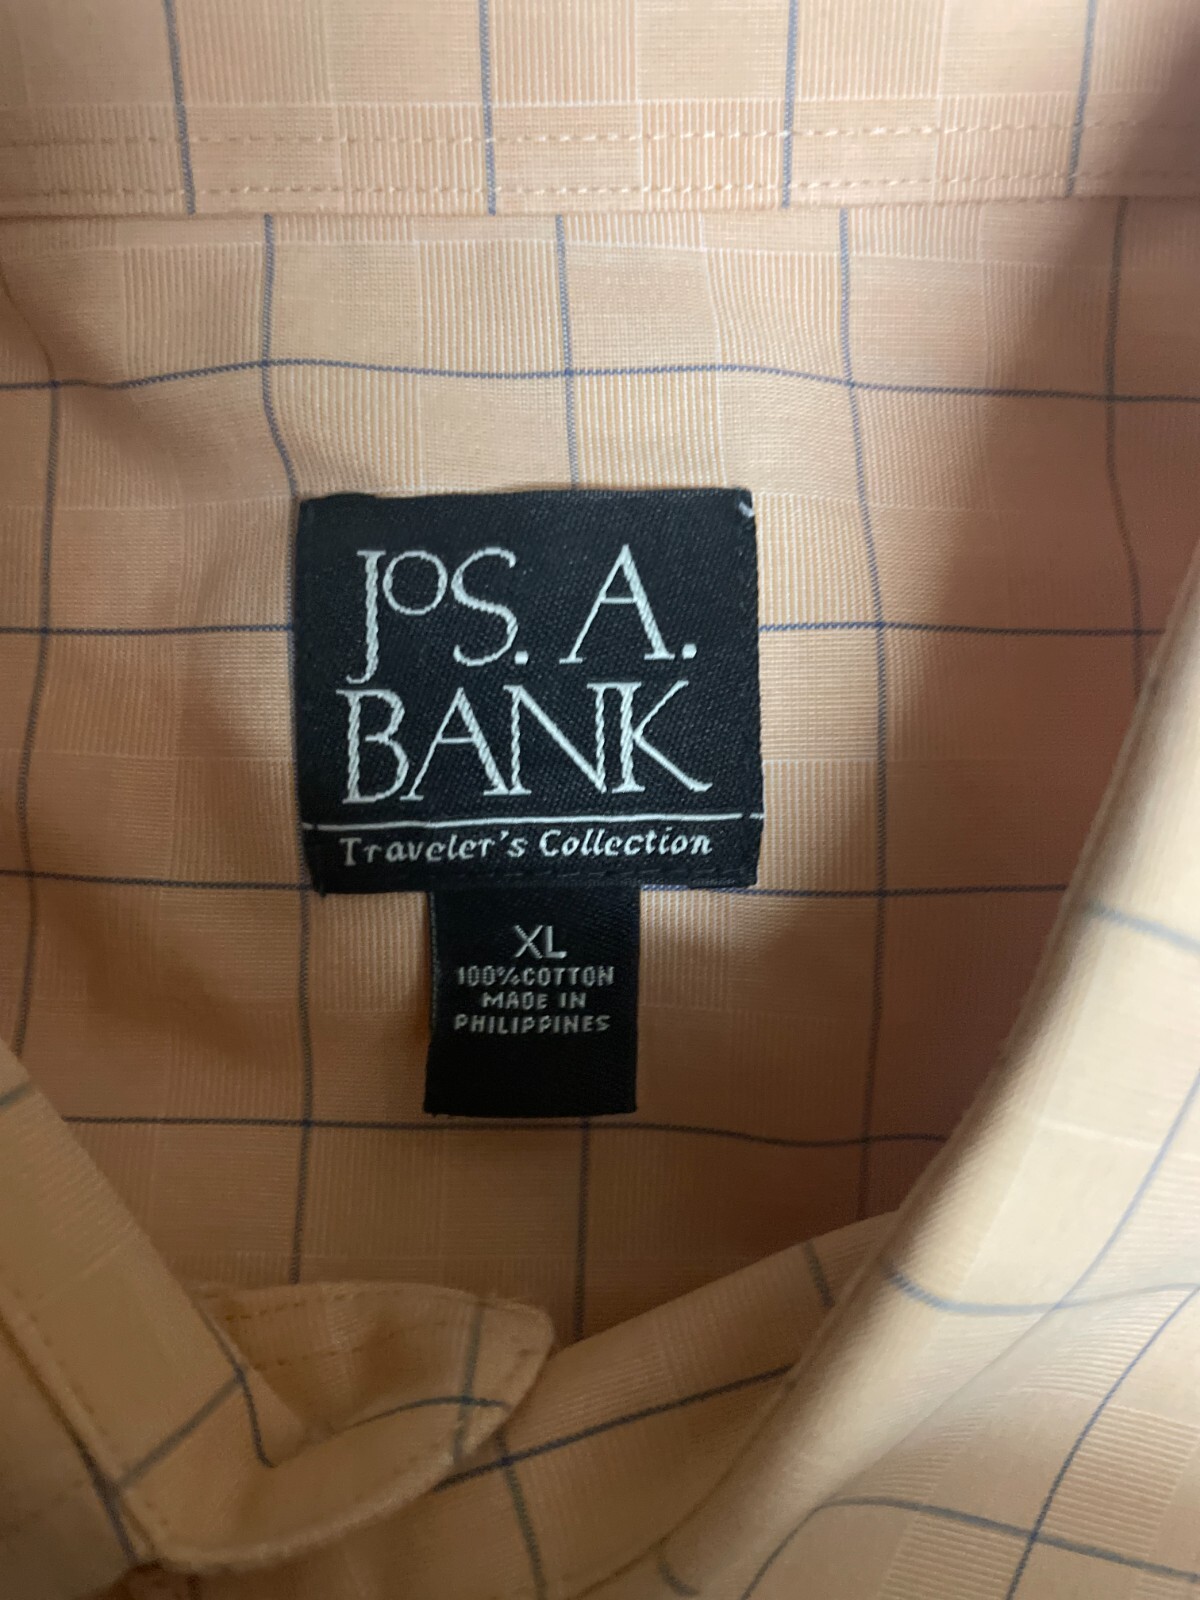 JoS. A.
BANK
Traveler's Collection
XL
100% COTTON
MADE IN
PHILIPPINES